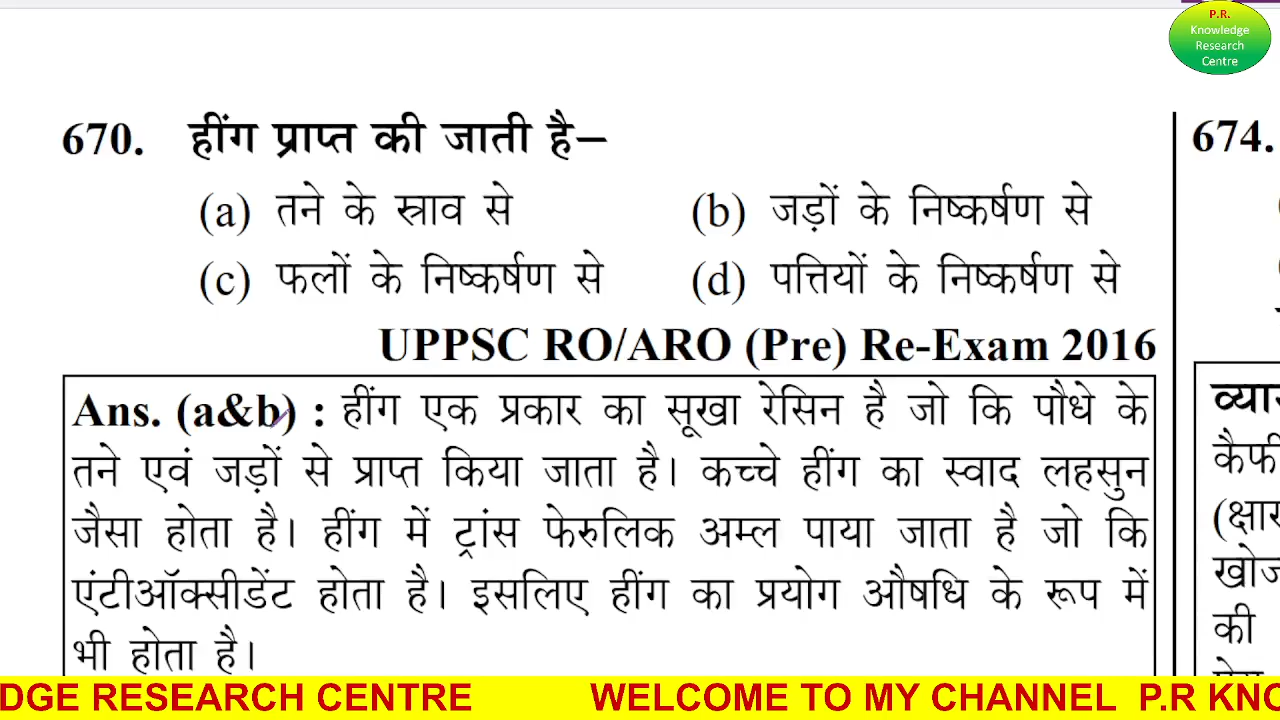 P.R.
Knowledge
Research
Centre
670. हींग प्राप्त की जाती है–
(a) तने के स्राव से (b) जड़ों के निष्कर्षण से
(c) फलों के निष्कर्षण से (d) पत्तियों के निष्कर्षण से
UPPSC RO/ARO (Pre) Re-Exam 2016
Ans. (a&b) : हींग एक प्रकार का सूखा रेसिन है जो कि पौधे के
तने एवं जड़ों से प्राप्त किया जाता है। कच्चे हींग का स्वाद लहसुन
जैसा होता है। हींग में ट्रांस फेरुलिक अम्ल पाया जाता है जो कि
एंटीऑक्सीडेंट होता है। इसलिए हींग का प्रयोग औषधि के रूप में
भी होता है।
674.
की
DGE RESEARCH CENTRE WELCOME TO MY CHANNEL P.R KNO